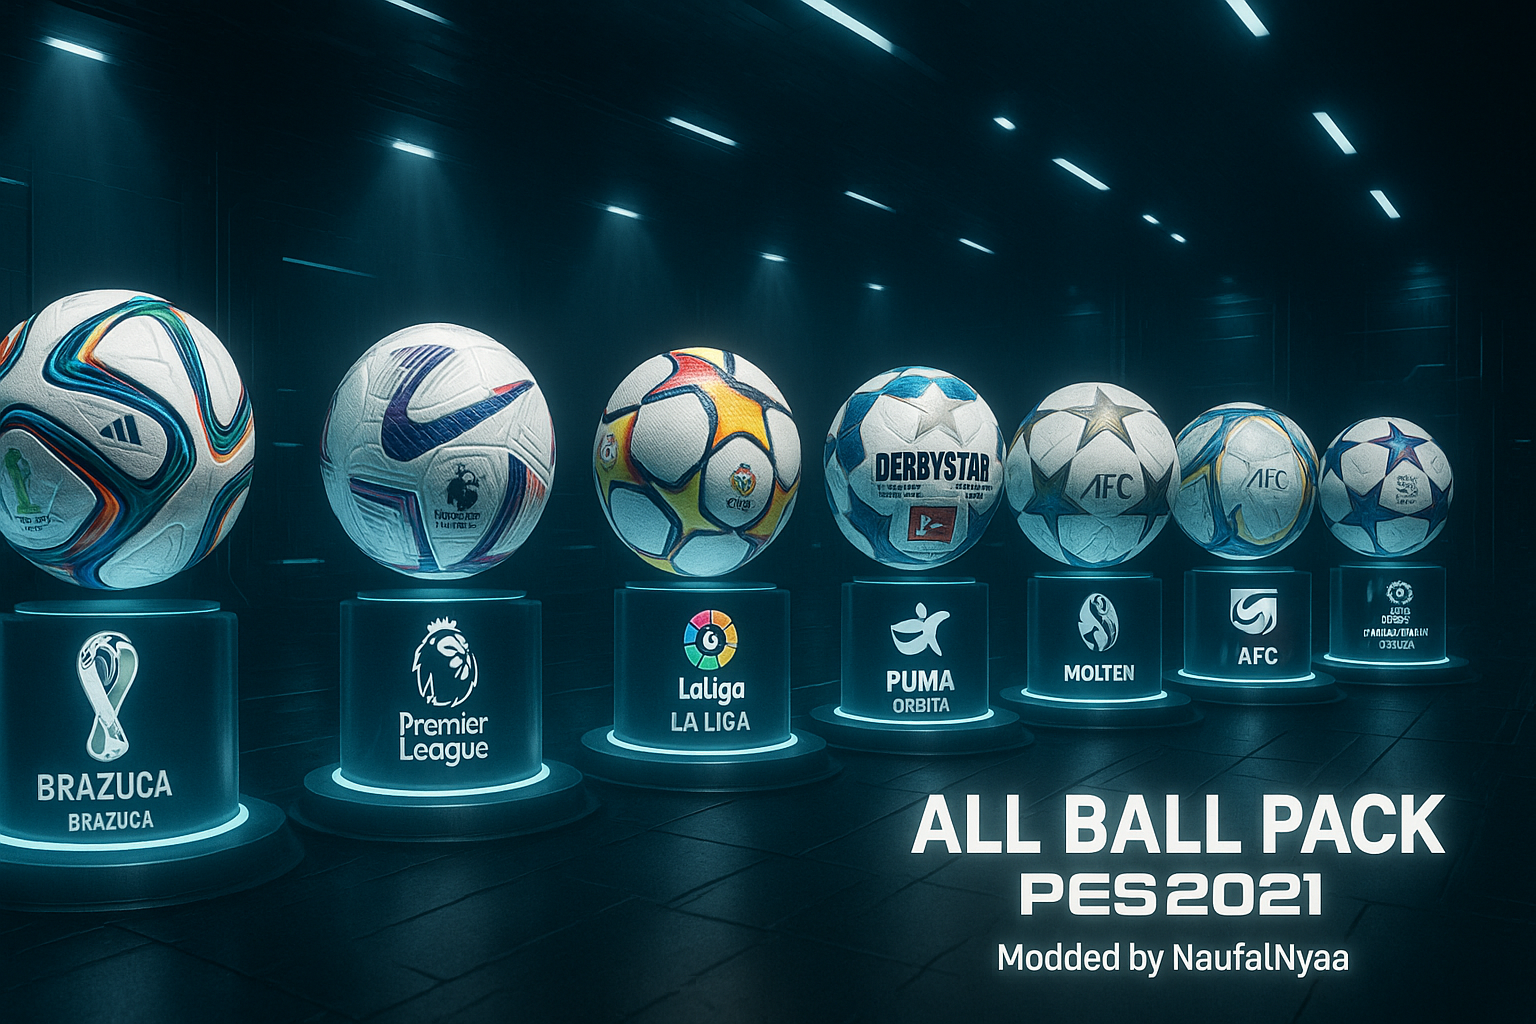 BRAZUCA
BRAZUCA
Premier
League
LaLiga
LA LIGA
DERBYSTAR
PUMA
ORBITA
AFC
MOLTEN
AFC
AFC
ALL BALL PACK
PES2021
Modded by NaufalNyaa